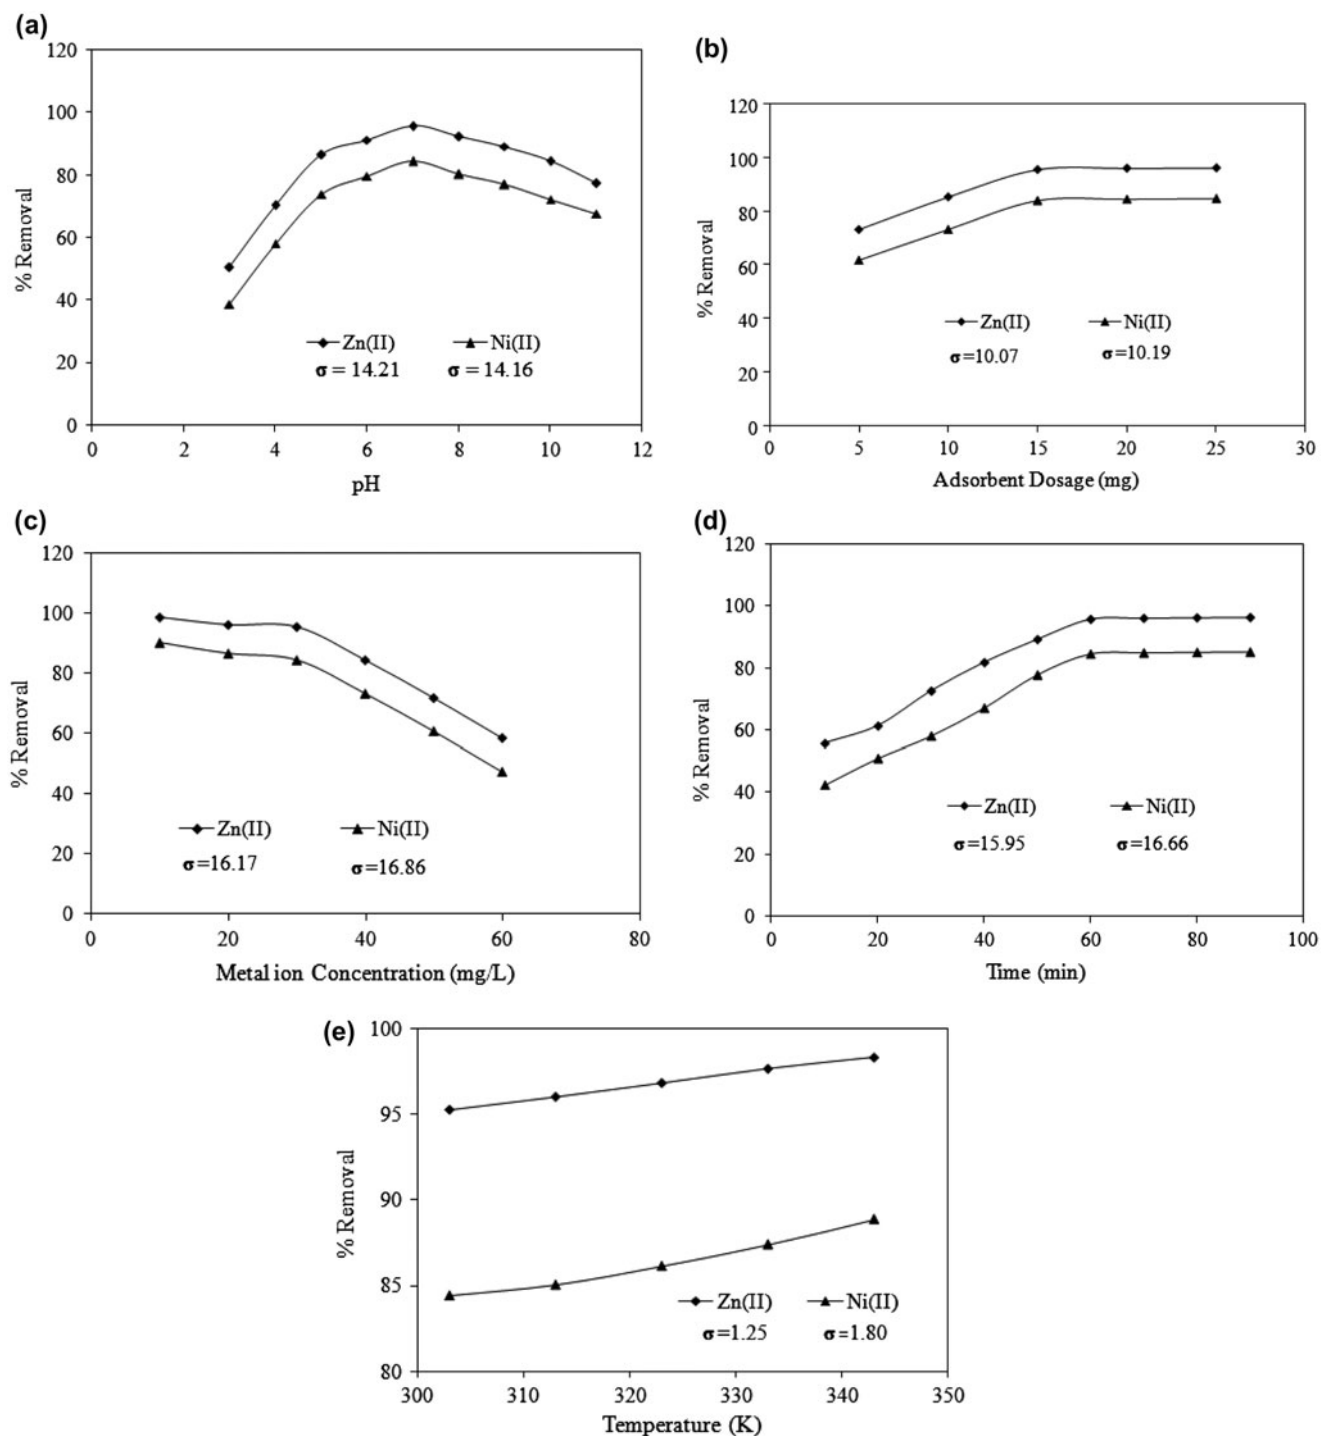 (a)
120
100
80
60
40
20
0
% Removal
Zn(II) Ni(II)
σ = 14.21 σ = 14.16
0 2 4 6 8 10 12
pH
(b)
120
100
80
60
40
20
0
% Removal
Zn(II) Ni(II)
σ=10.07 σ=10.19
0 5 10 15 20 25 30
Adsorbent Dosage (mg)
(c)
120
100
80
60
40
20
0
% Removal
Zn(II) Ni(II)
σ=16.17 σ=16.86
0 20 40 60 80
Metal ion Concentration (mg/L)
(d)
120
100
80
60
40
20
0
% Removal
Zn(II) Ni(II)
σ=15.95 σ=16.66
0 20 40 60 80 100
Time (min)
(e)
100
95
90
85
80
% Removal
Zn(II) Ni(II)
σ=1.25 σ=1.80
300 310 320 330 340 350
Temperature (K)